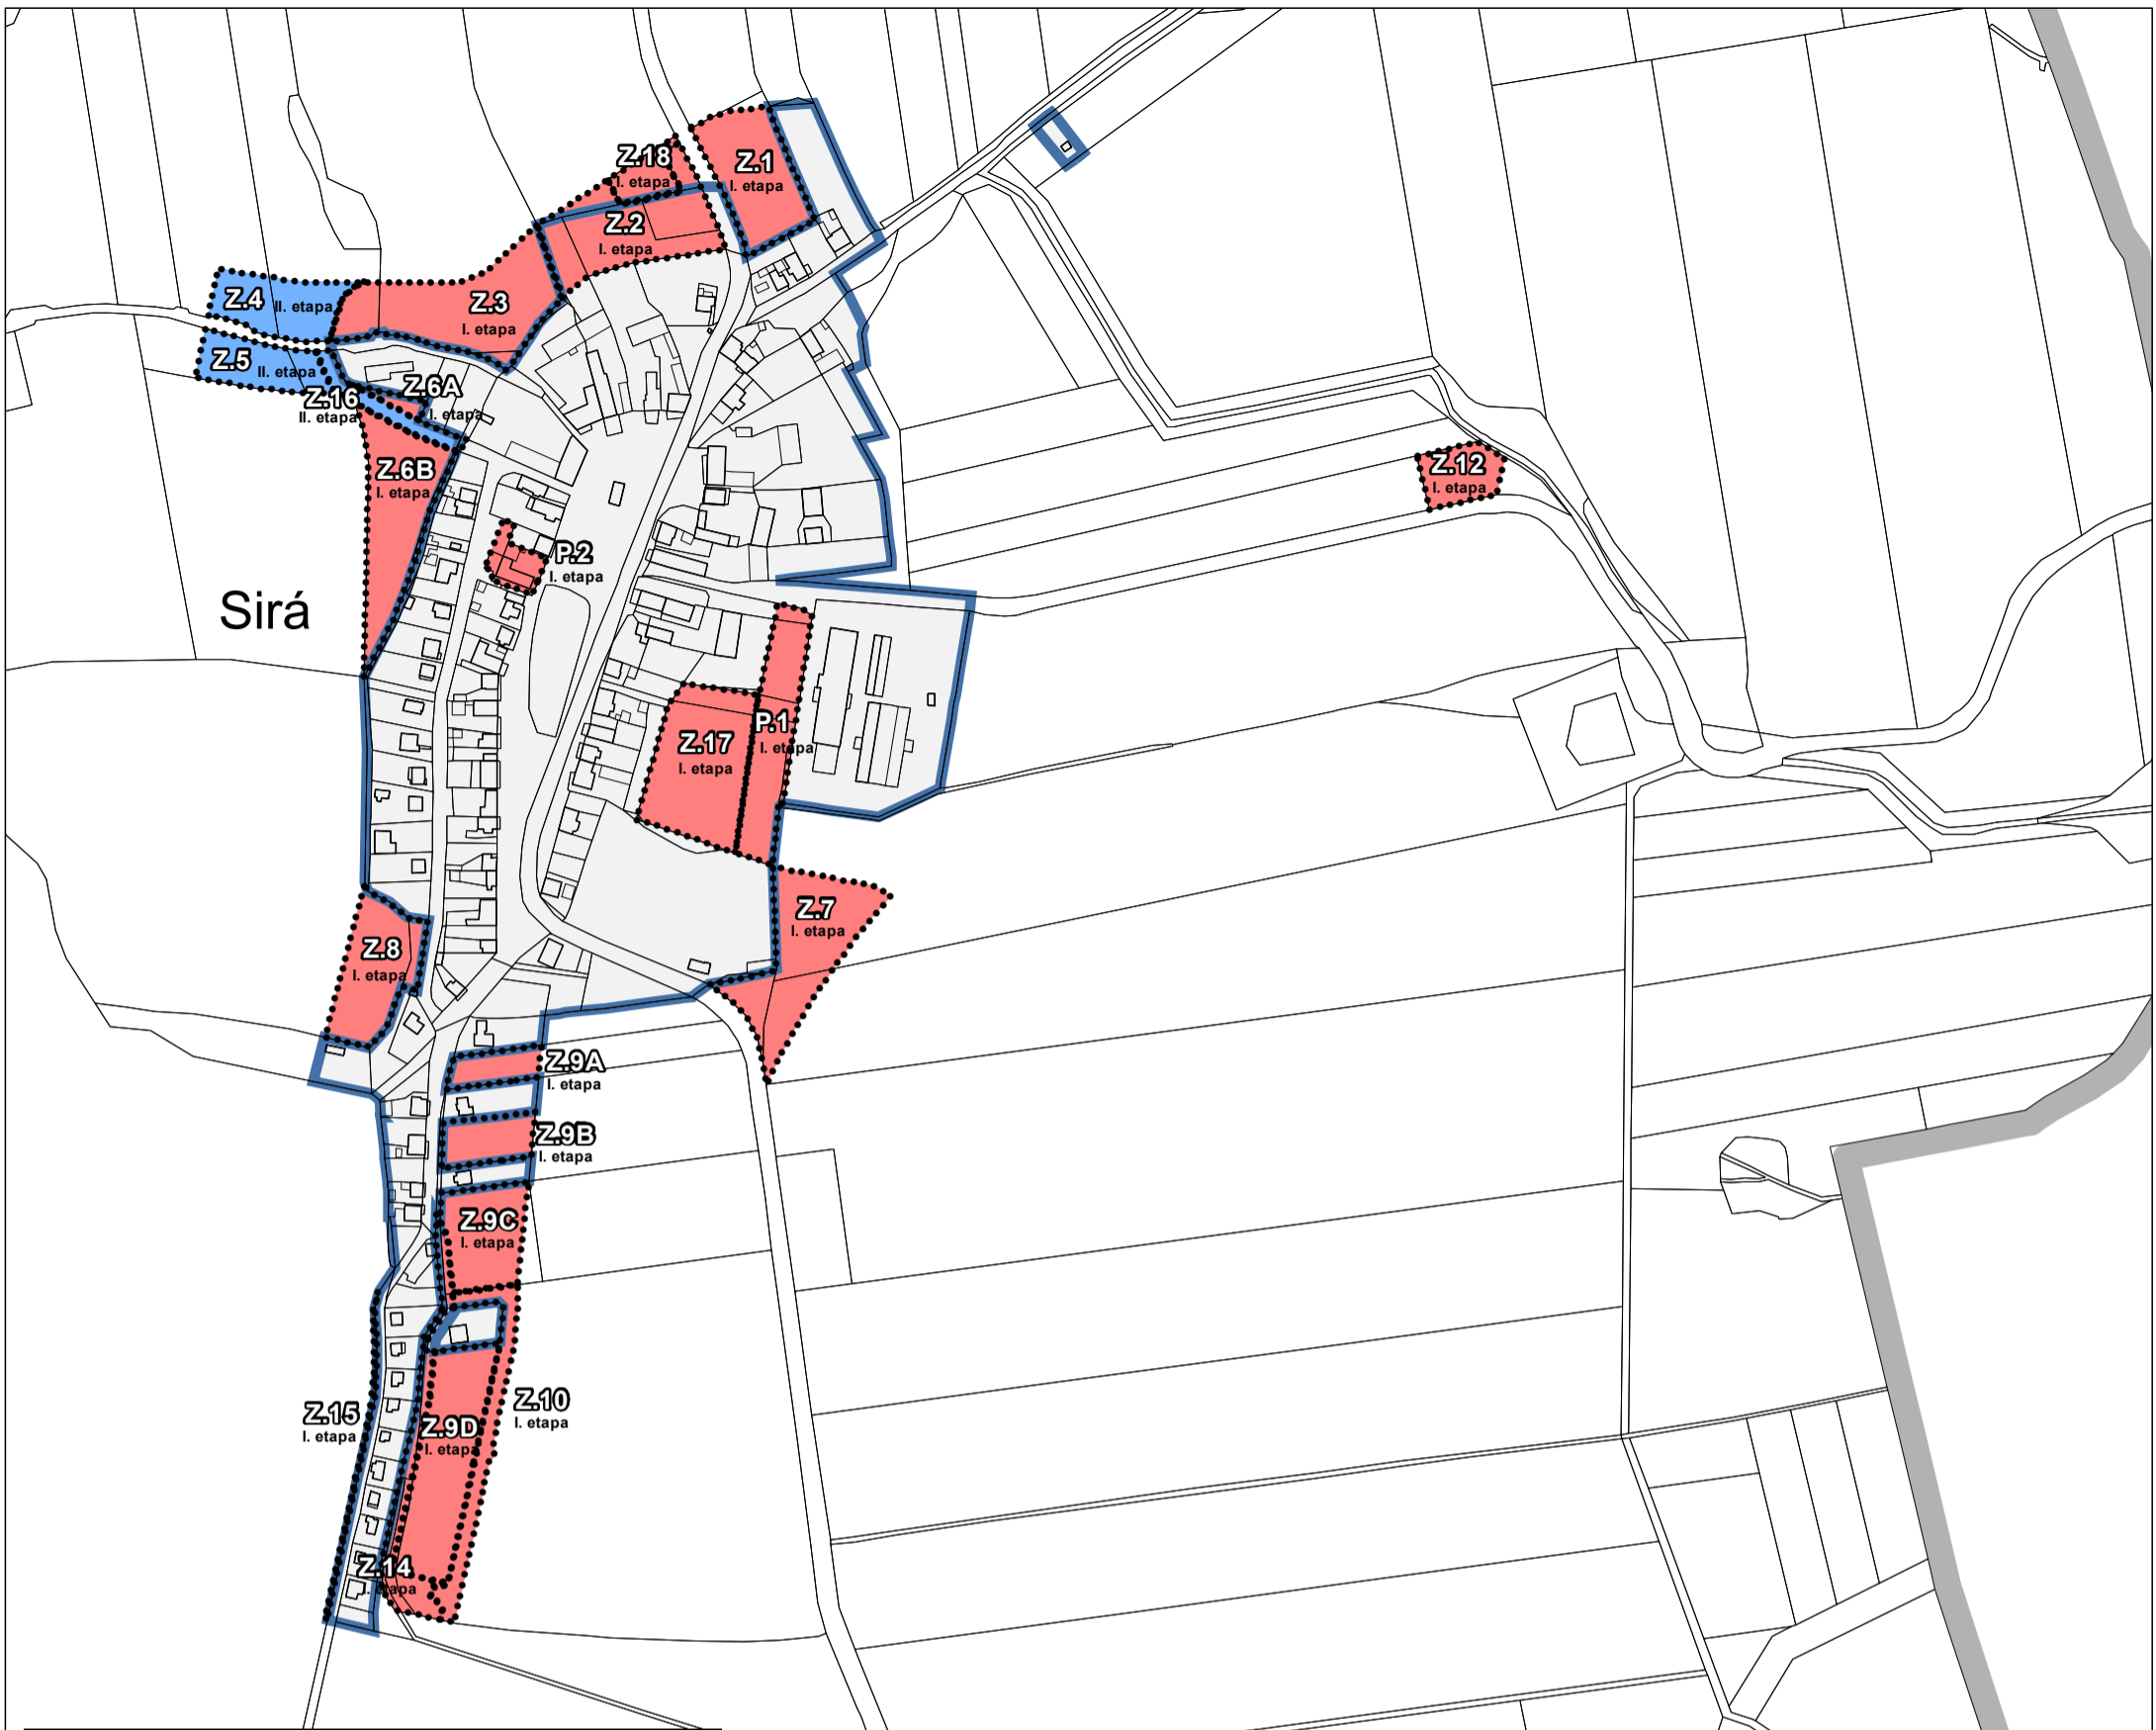 Z.18
I. etapa
Z.1
I. etapa
Z.2
I. etapa
Z.4
II. etapa
Z.3
I. etapa
Z.5
II. etapa
Z.6A
I. etapa
Z.16
II. etapa
Z.6B
I. etapa
Z.12
I. etapa
P.2
I. etapa
Sirá
P.1
I. etapa
Z.17
I. etapa
Z.7
I. etapa
Z.8
I. etapa
Z.9A
I. etapa
Z.9B
I. etapa
Z.9C
I. etapa
Z.10
I. etapa
Z.15
I. etapa
Z.9D
I. etapa
Z.14
I. etapa